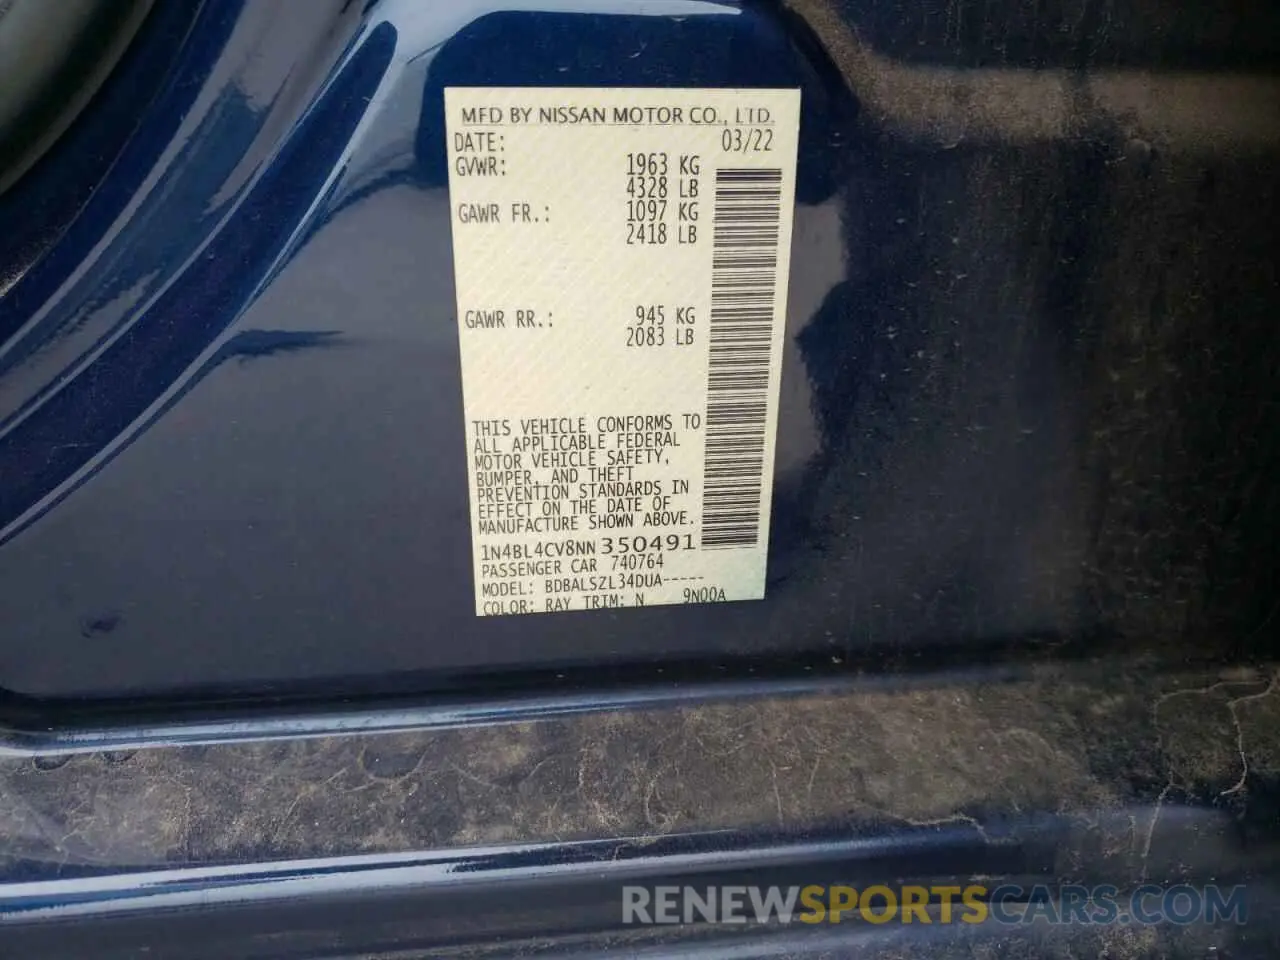 MFD BY NISSAN MOTOR CO., LTD.
DATE: 03/22
GVWR: 1963 KG
4328 LB
GAWR FR.: 1097 KG
2418 LB
GAWR RR.: 945 KG
2083 LB
THIS VEHICLE CONFORMS TO
ALL APPLICABLE FEDERAL
MOTOR VEHICLE SAFETY,
BUMPER, AND THEFT
PREVENTION STANDARDS IN
EFFECT ON THE DATE OF
MANUFACTURE SHOWN ABOVE.
1N4BL4CV8NN350491
PASSENGER CAR 740764
MODEL: BDBALSZL34DUA-----
COLOR: RAY TRIM: N 9N00A
RENEWSPORTSCARS.COM